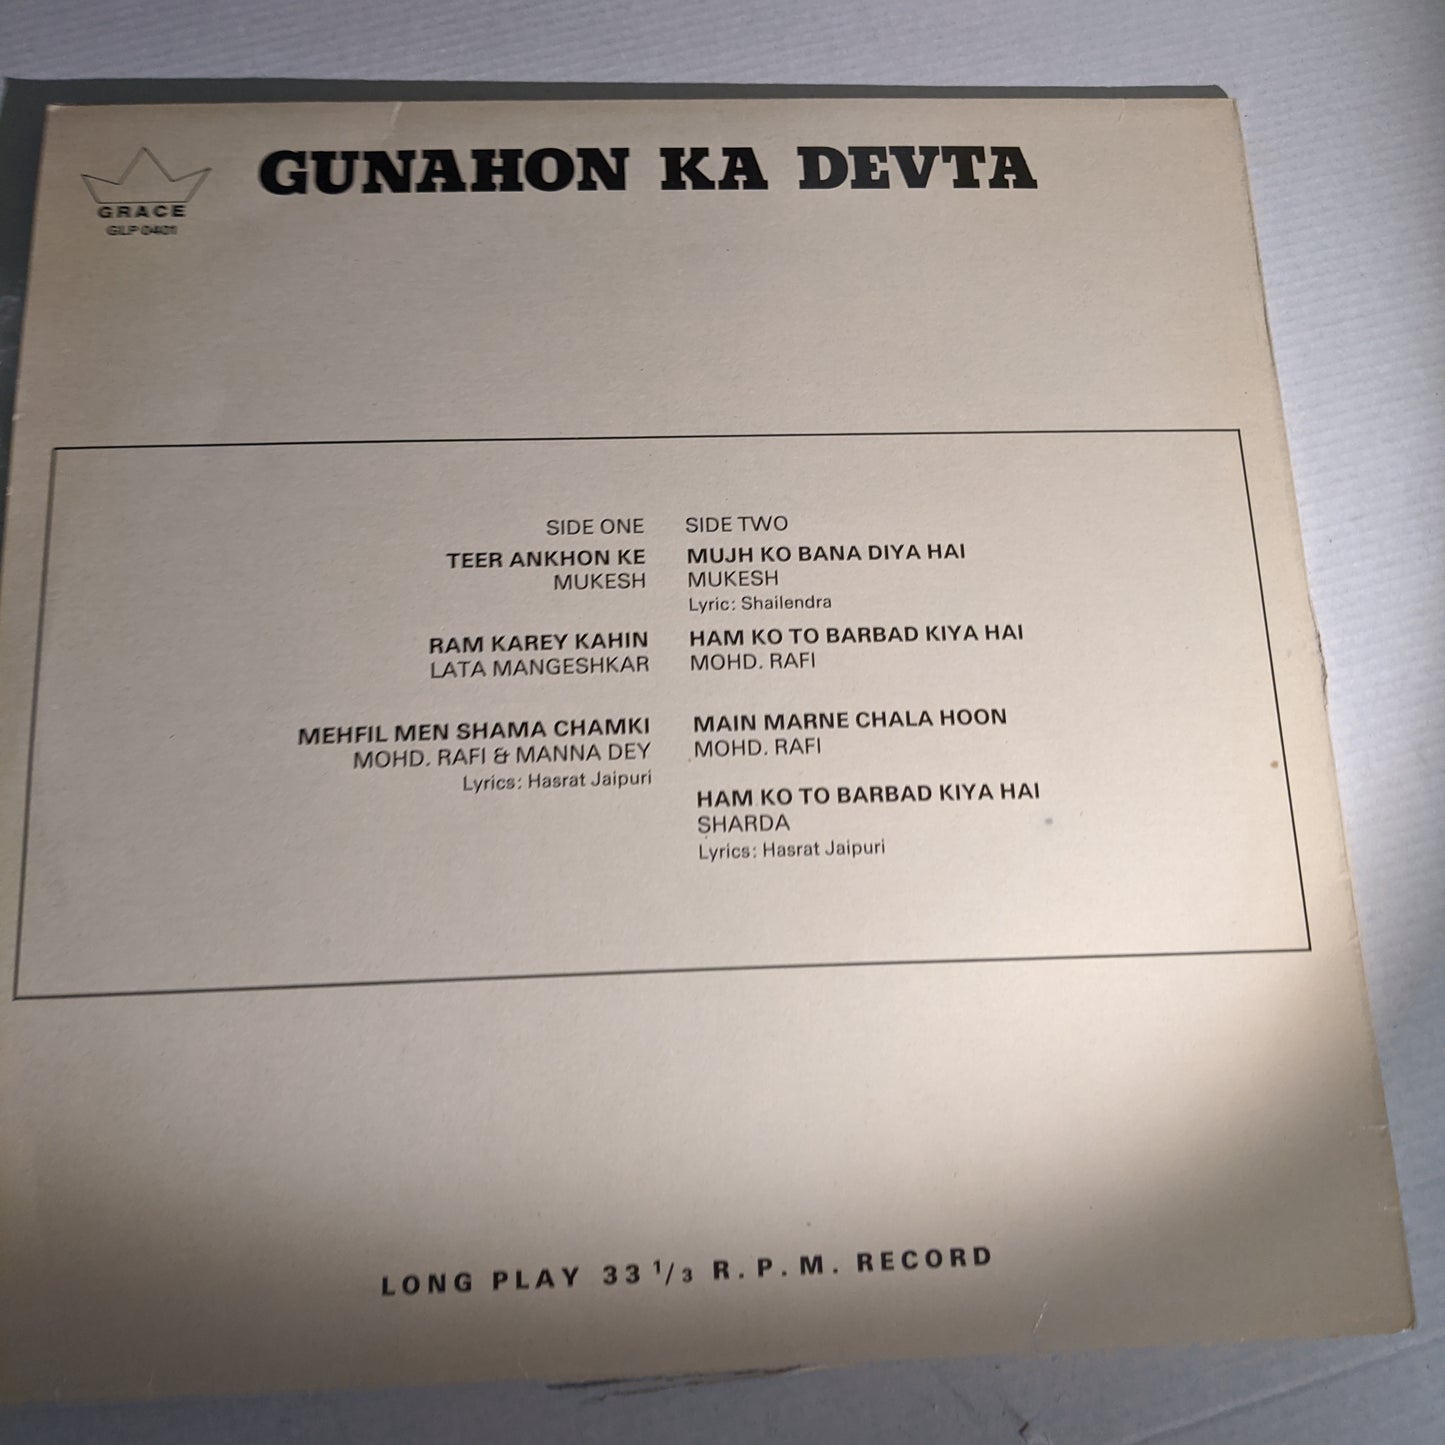 GRACE
GLP 0401
GUNAHON KA DEVTA
SIDE ONE
TEER ANKHON KE
MUKESH
RAM KAREY KAHIN
LATA MANGESHKAR
MEHFIL MEN SHAMA CHAMKI
MOHD. RAFI & MANNA DEY
Lyrics: Hasrat Jaipuri
SIDE TWO
MUJH KO BANA DIYA HAI
MUKESH
Lyric: Shailendra
HAM KO TO BARBAD KIYA HAI
MOHD. RAFI
MAIN MARNE CHALA HOON
MOHD. RAFI
HAM KO TO BARBAD KIYA HAI
SHARDA
Lyrics: Hasrat Jaipuri
LONG PLAY 33 1/3 R.P.M. RECORD